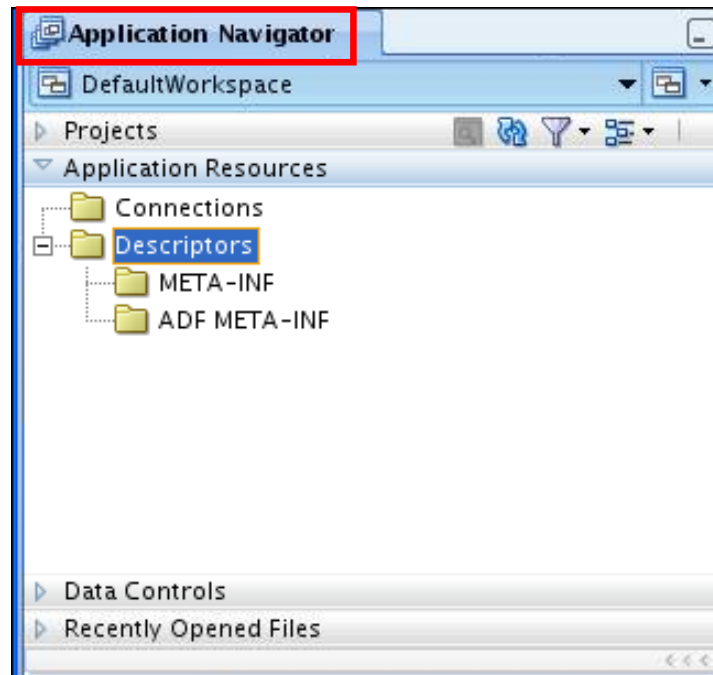 Application Navigator
DefaultWorkspace
Projects
Application Resources
Connections
Descriptors
META-INF
ADF META-INF
Data Controls
Recently Opened Files